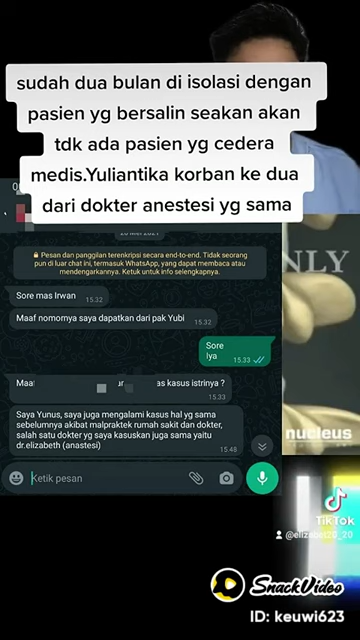 sudah dua bulan di isolasi dengan
pasien yg bersalin seakan akan
tdk ada pasien yg cedera
medis.Yuliantika korban ke dua
dari dokter anestesi yg sama
NLY
Pesan dan panggilan terenkripsi secara end-to-end. Tidak seorang
pun di luar chat ini, termasuk WhatsApp, yang dapat membaca atau
mendengarkannya. Ketuk untuk info selengkapnya.
Sore mas Irwan
15.32
Maaf nomornya saya dapatkan dari pak Yubi
15.32
Sore
Iya
15.33
as kasus istrinya ?
15.33
Saya Yunus, saya juga mengalami kasus hal yg sama
sebelumnya akibat malpraktek rumah sakit dan dokter,
salah satu dokter yg saya kasuskan juga sama yaitu
dr.elizabeth (anastesi)
15.48
Ketik pesan
nucleus
TikTok
@elizabet20_20
SnackVideo
ID: keuwi623